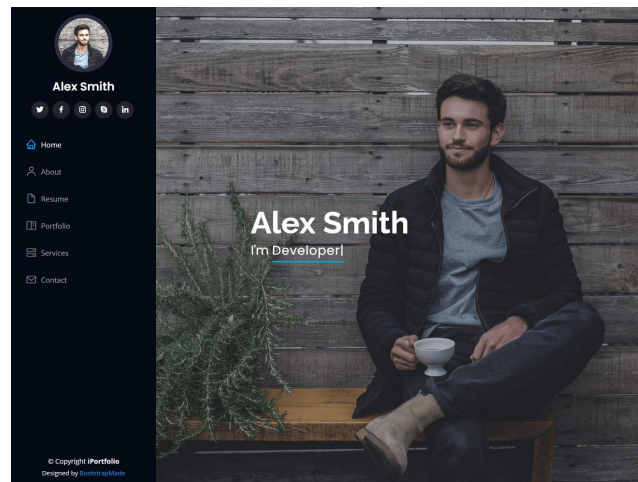 Alex Smith
Home
About
Resume
Portfolio
Services
Contact
© Copyright iPortfolio
Designed by BootstrapMade
Alex Smith
I'm Developer|